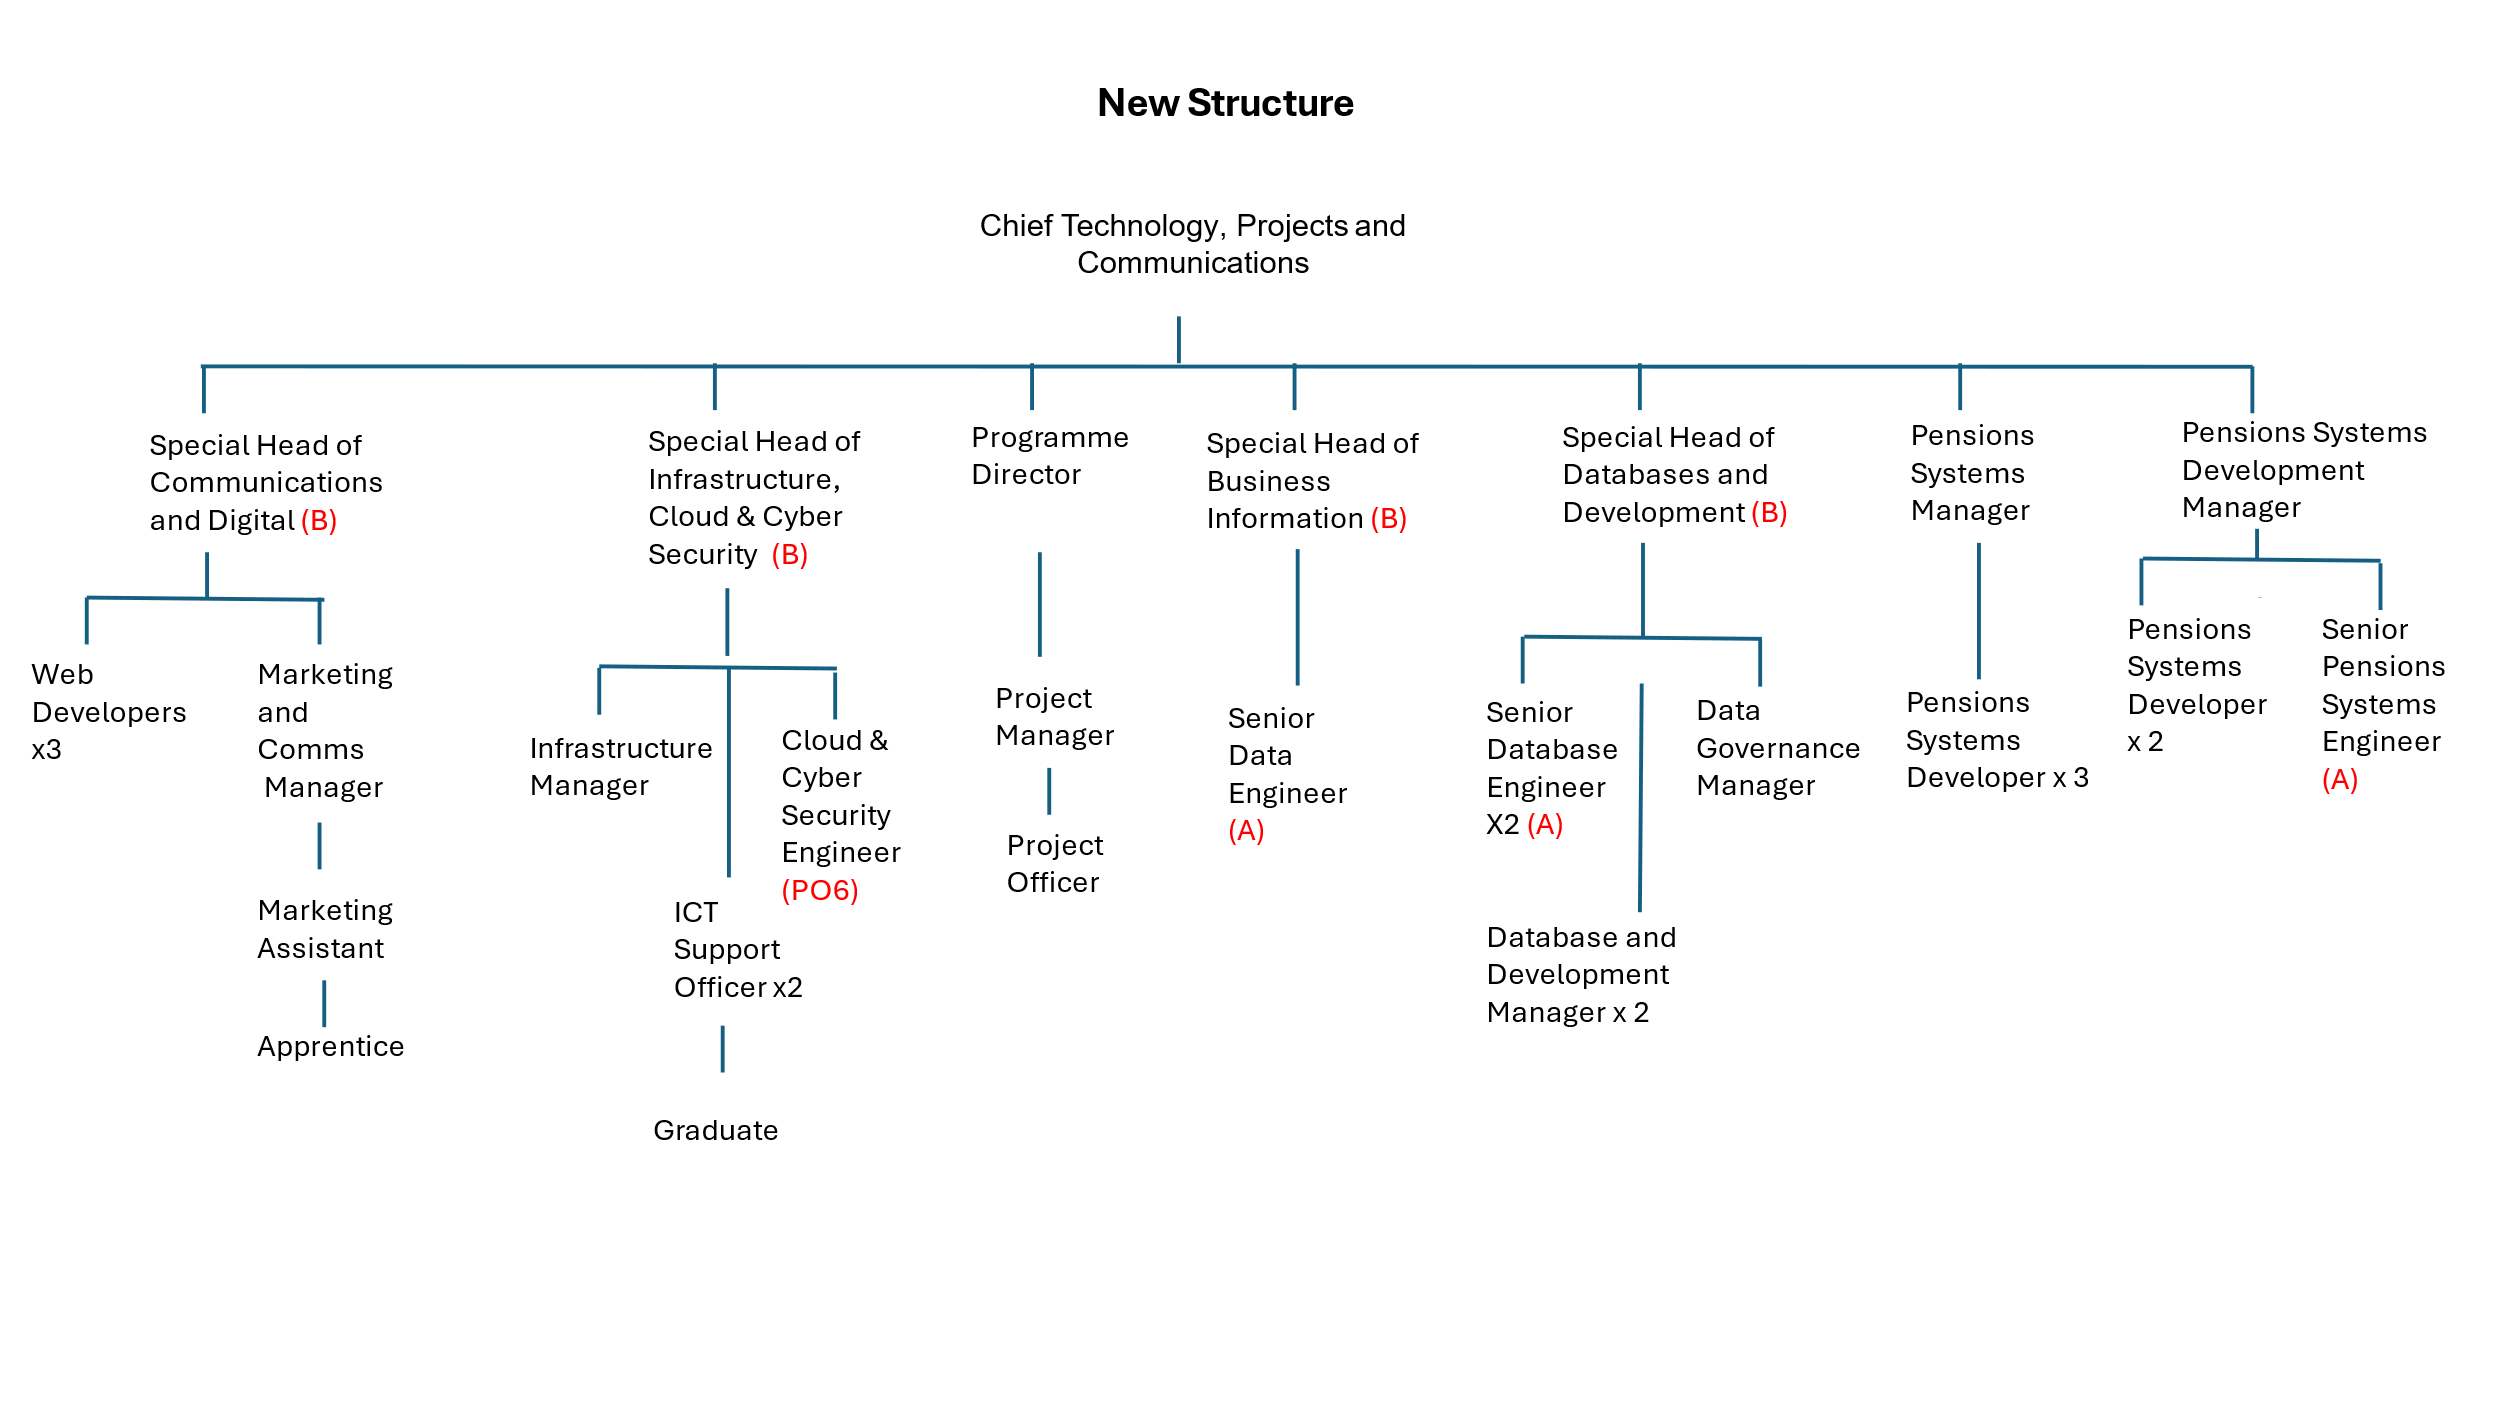 New Structure
Chief Technology, Projects and
Communications
Special Head of
Communications
and Digital (B)
Special Head of
Infrastructure,
Cloud & Cyber
Security (B)
Programme
Director
Special Head of
Business
Information (B)
Special Head of
Databases and
Development (B)
Pensions
Systems
Manager
Pensions Systems
Development
Manager
Web
Developers
x3
Marketing
and
Comms
Manager
Marketing
Assistant
Apprentice
Infrastructure
Manager
Cloud &
Cyber
Security
Engineer
(PO6)
ICT
Support
Officer x2
Graduate
Project
Manager
Project
Officer
Senior
Data
Engineer
(A)
Senior
Database
Engineer
X2 (A)
Data
Governance
Manager
Database and
Development
Manager x 2
Pensions
Systems
Developer x 3
Pensions
Systems
Developer
x 2
Senior
Pensions
Systems
Engineer
(A)